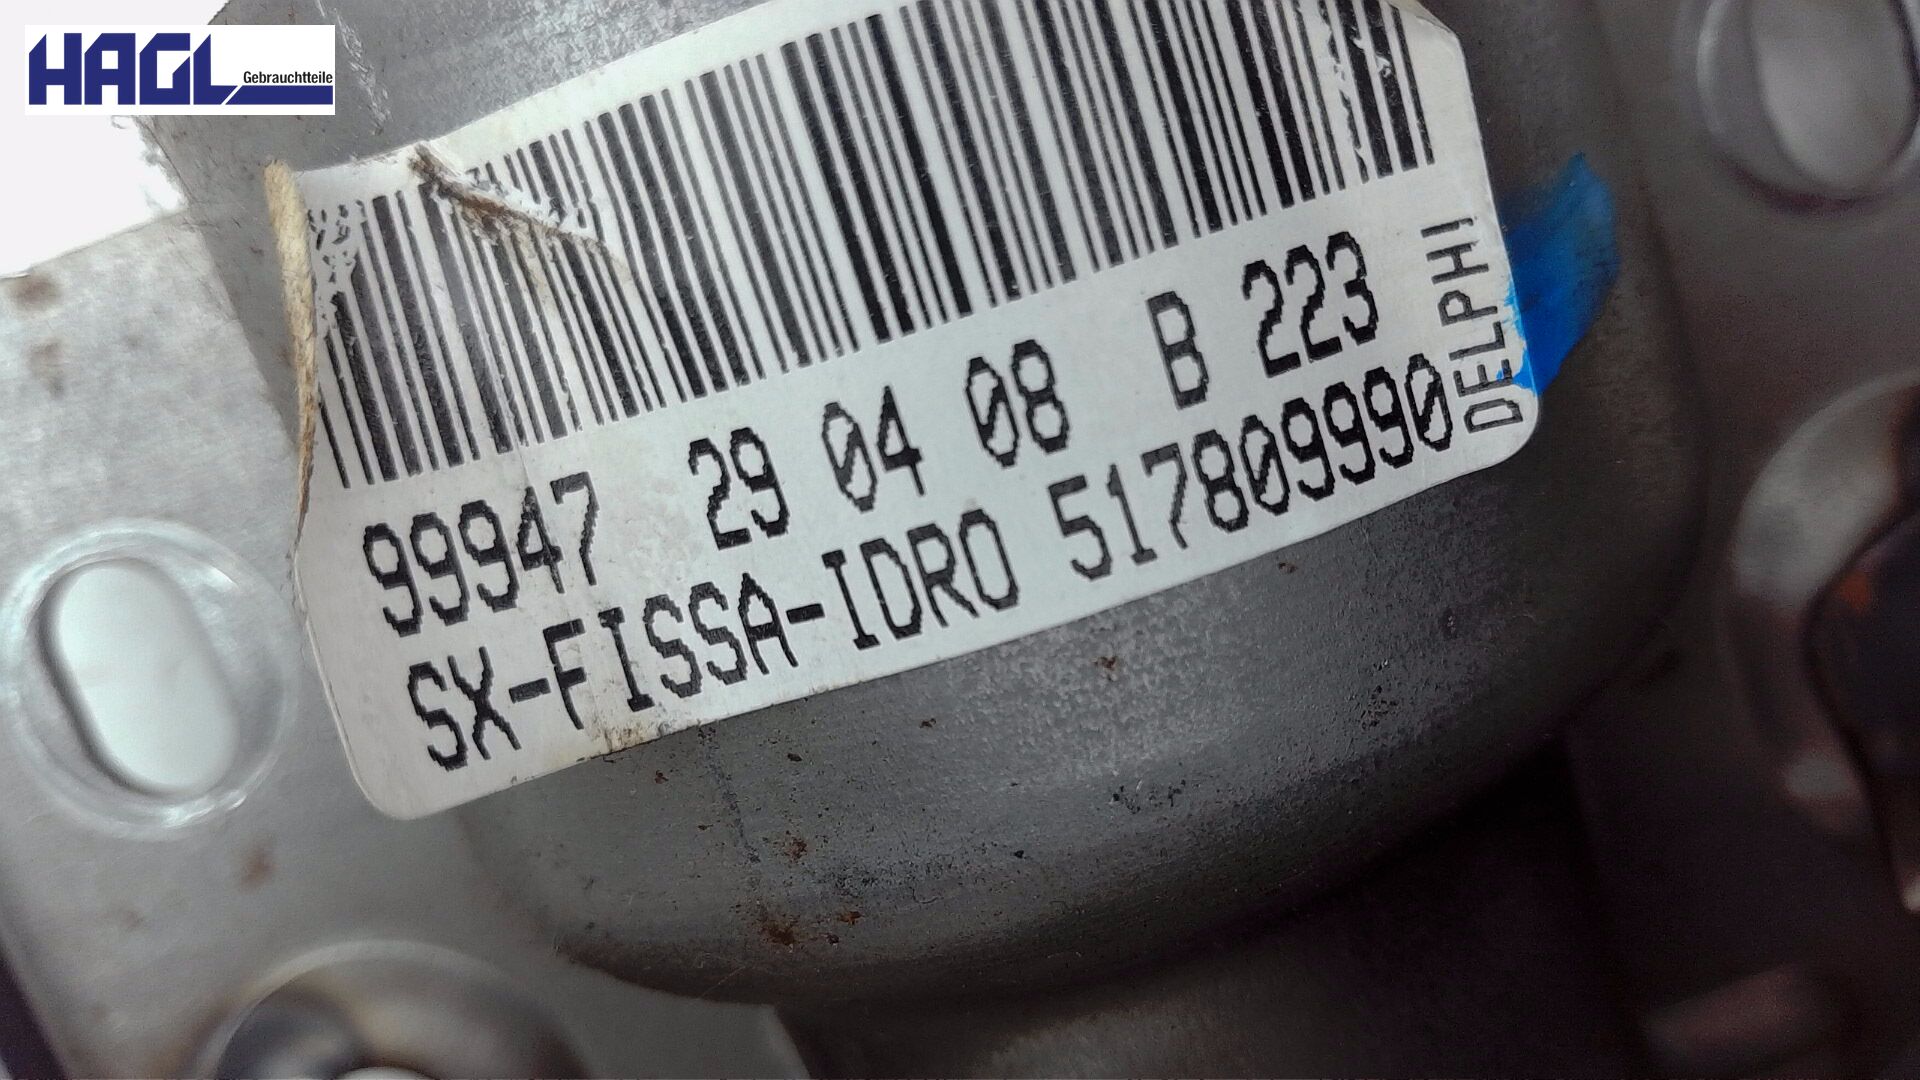 HAGL
Gebrauchtteile
99947 29 04 08 B 223
SX-FISSA-IDRO 517809990
DELPHI